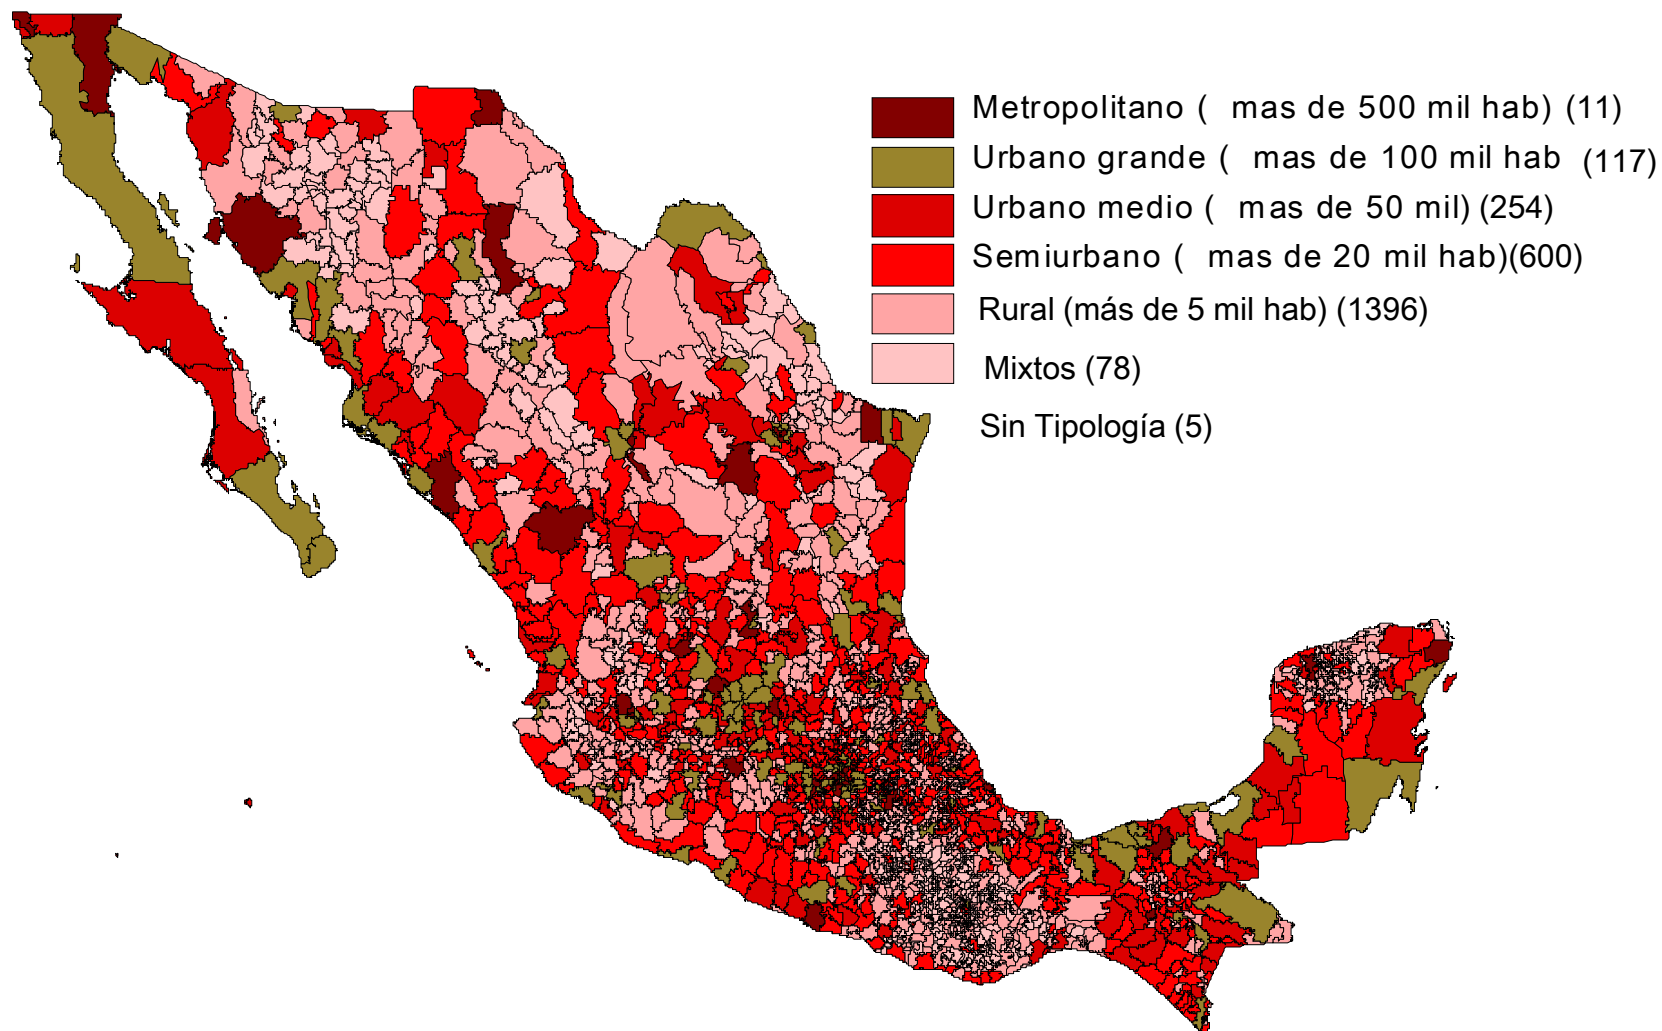 Metropolitano ( mas de 500 mil hab) (11)
Urbano grande ( mas de 100 mil hab (117)
Urbano medio ( mas de 50 mil) (254)
Semiurbano ( mas de 20 mil hab)(600)
Rural (más de 5 mil hab) (1396)
Mixtos (78)
Sin Tipología (5)